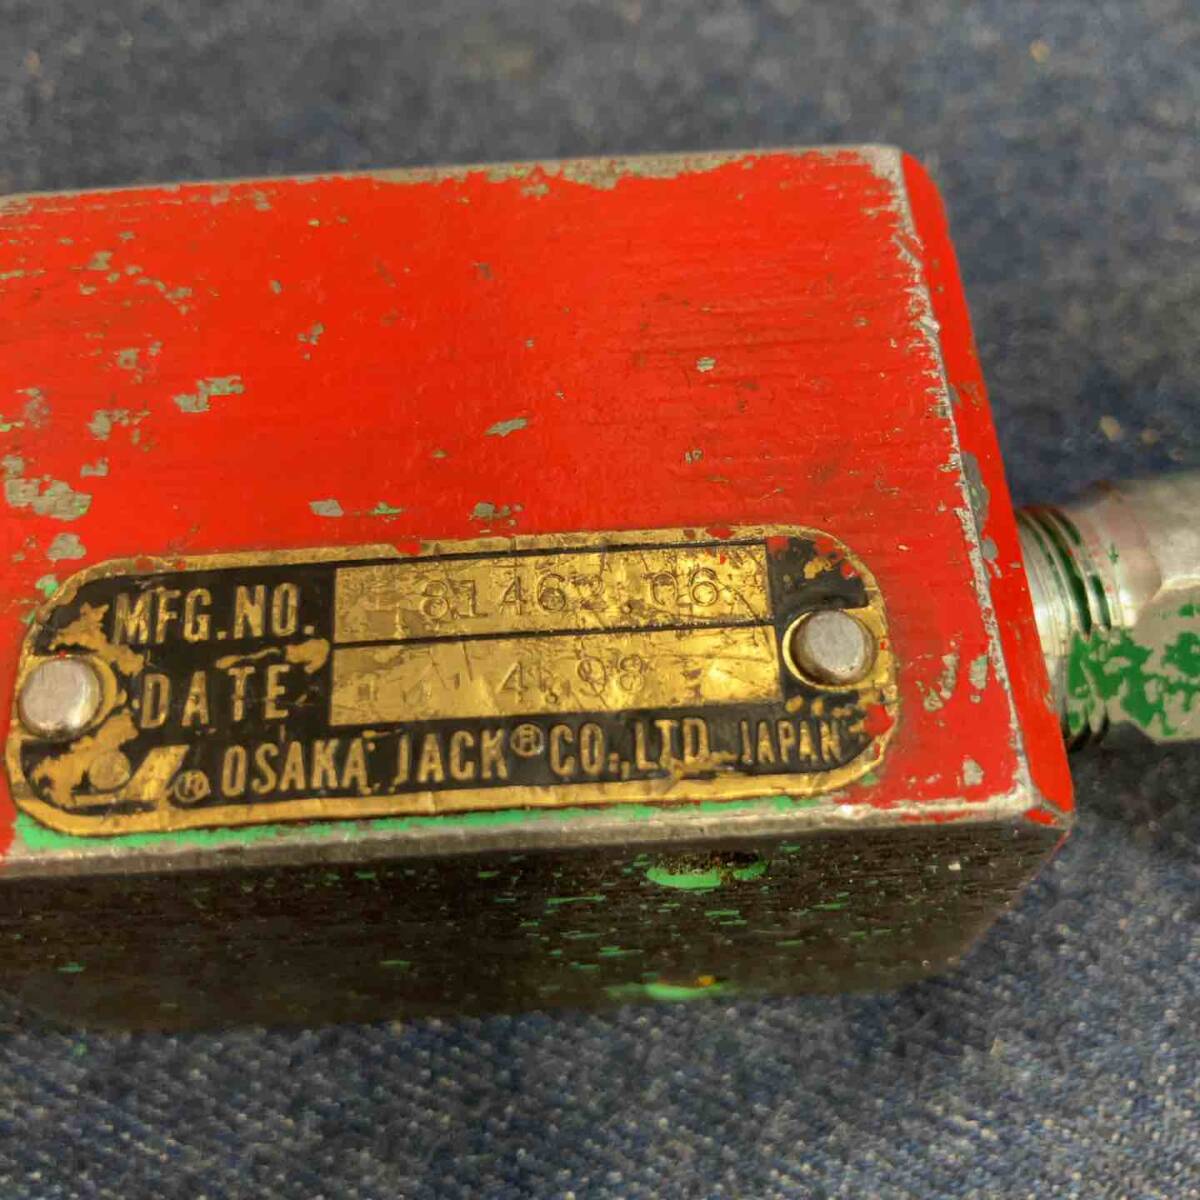 MFG.NO. 81462.06
DATE 4.98
® OSAKA JACK® CO., LTD. JAPAN